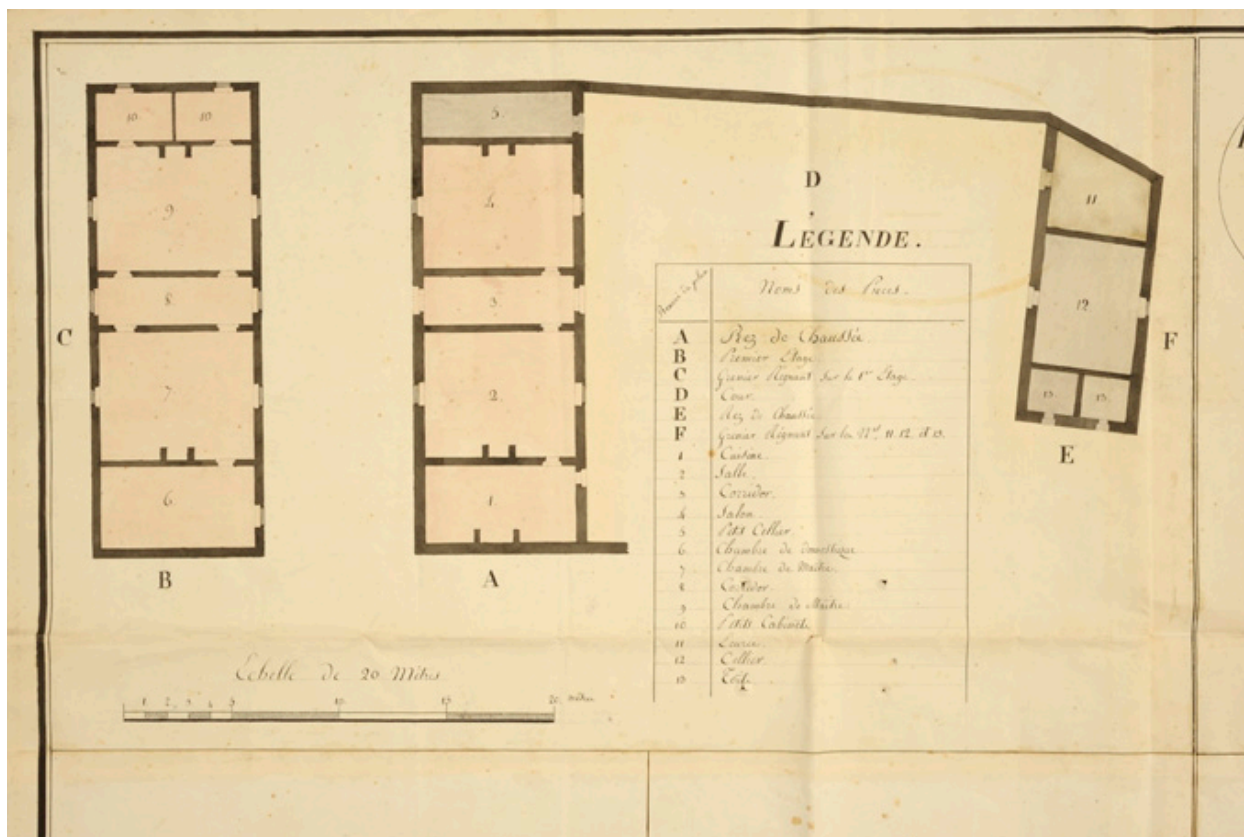 10. 10.
9
8
7
6
C
B
5.
4
3
2.
1.
A
D
LÉGENDE.
Noms des Pièces.
A Rez de Chaussée.
B Premier Etage.
C Grenier Régnant Sur le 1er Etage.
D Cour.
E Rez de Chaussée.
F Grenier Régnant Sur les Nos 11. 12. et 13.
1 Cuisine.
2 Salle.
3 Corridor.
4 Salon.
5 Petit Cellier.
6 Chambre de domestique
7 Chambre de Maître.
8 Corridor.
9 Chambre de Maître.
10 Petits Cabinets
11 Ecurie.
12 Cellier.
13
11
12
13. 13.
F
E
Echelle de 20 Mètres
1 2 3 4 5 10 15 20 mètres